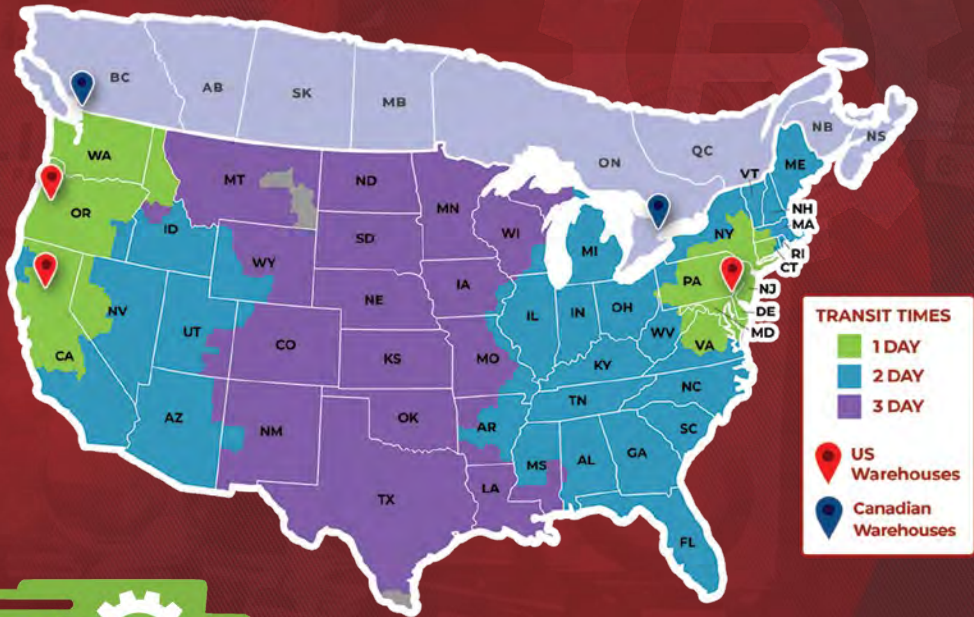 BC
AB
SK
MB
ON
QC
NB
NS
WA
MT
ND
MN
VT
ME
OR
ID
SD
WI
MI
NY
NH
MA
RI
CT
WY
IA
PA
NJ
NV
NE
IL
IN
OH
DE
MD
UT
CO
WV
VA
CA
KS
MO
KY
AZ
NM
OK
AR
TN
NC
SC
MS
AL
GA
TX
LA
FL
TRANSIT TIMES
1 DAY
2 DAY
3 DAY
US
Warehouses
Canadian
Warehouses